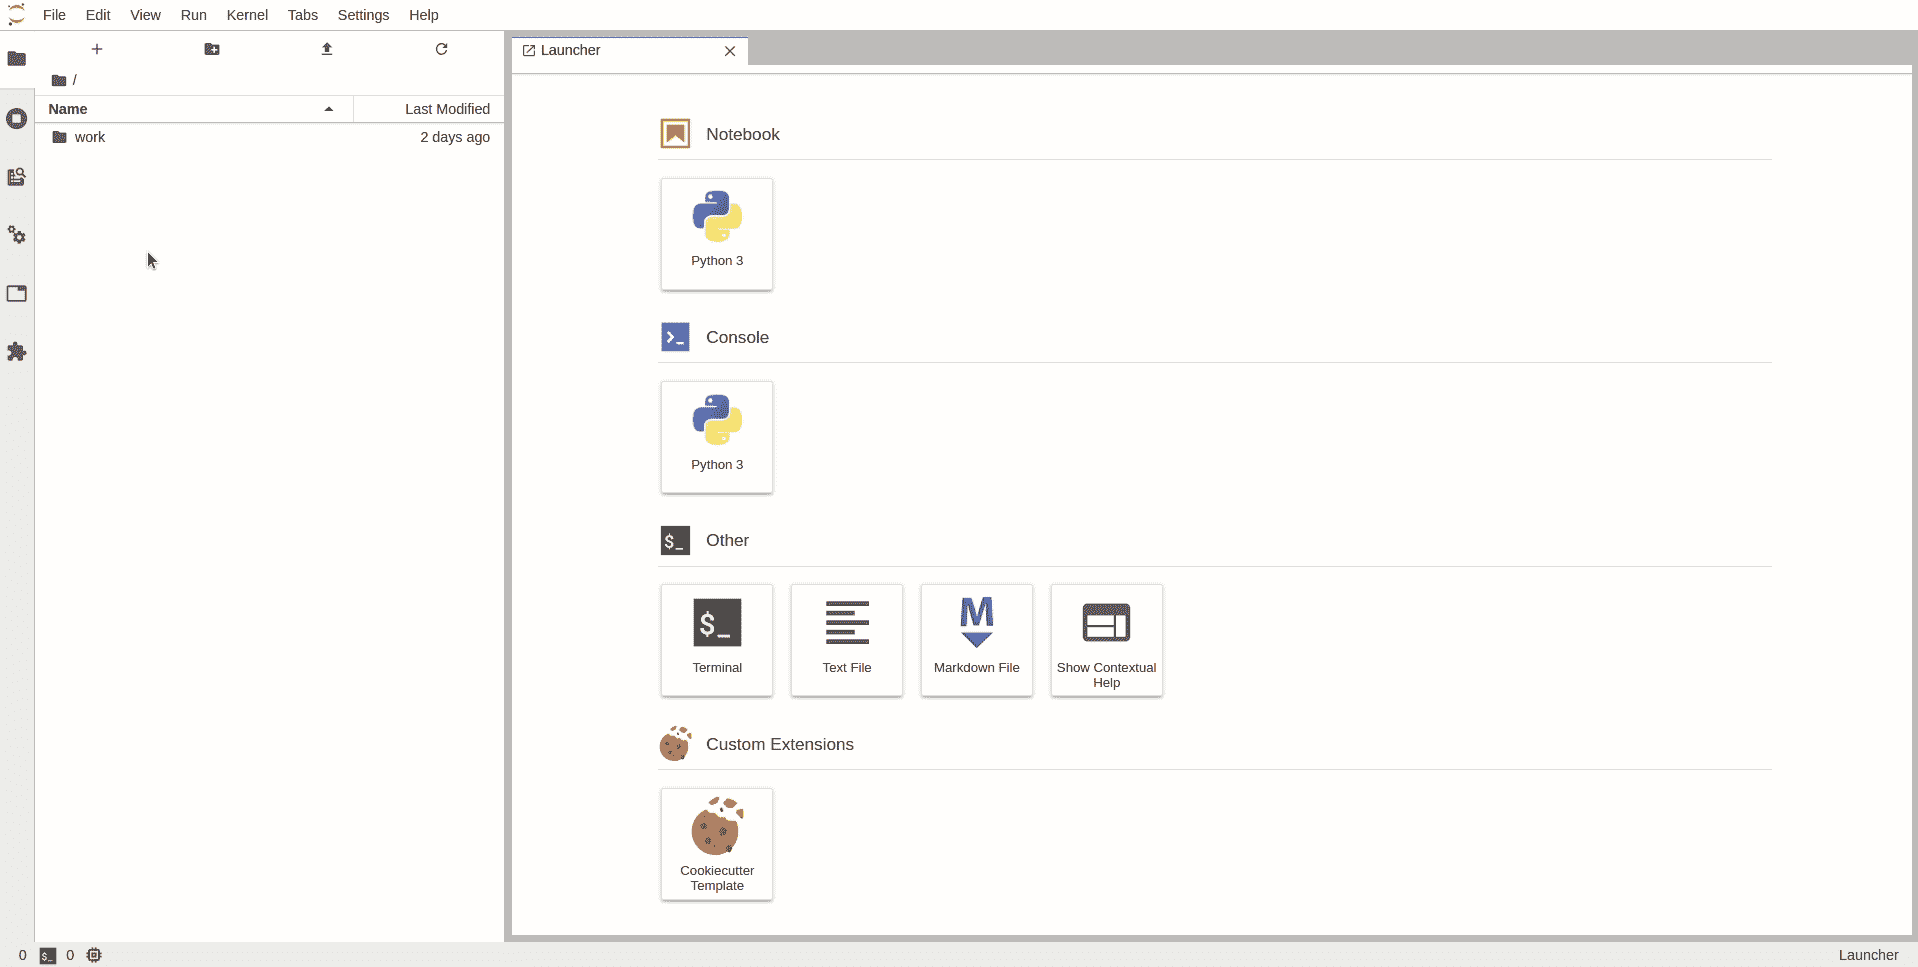 File Edit View Run Kernel Tabs Settings Help
Launcher
/
Name Last Modified
work 2 days ago
Notebook
Python 3
Console
>_
Python 3
$_ Other
$_
Terminal
Text File
M
Markdown File
Show Contextual
Help
Custom Extensions
Cookiecutter
Template
0 $_ 0 Launcher